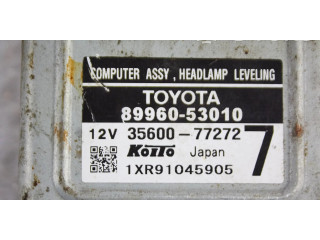 COMPUTER ASSY , HEADLAMP LEVELING
TOYOTA
89960-53010
12V 35600-77272 7
KOITO Japan
1XR91045905